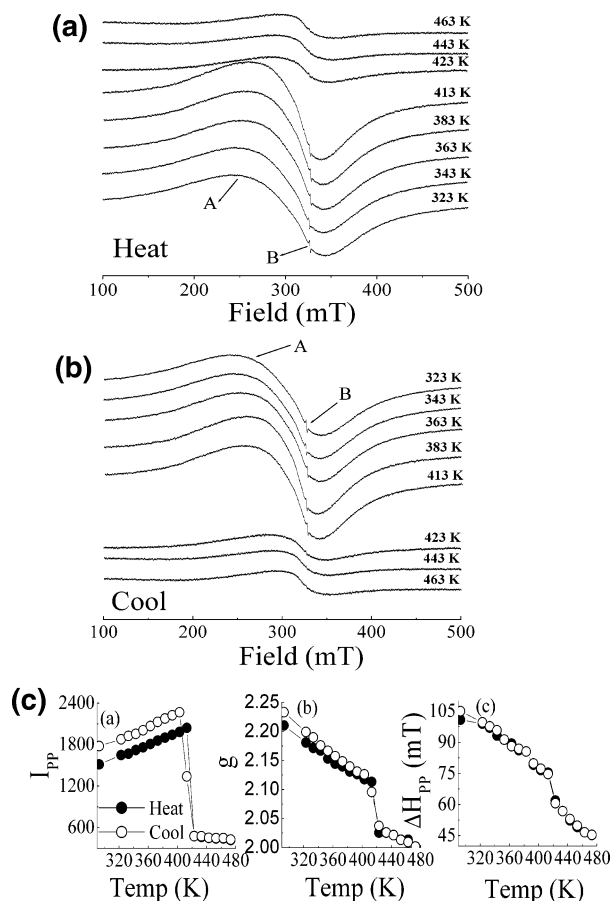 (a)
463 K
443 K
423 K
413 K
383 K
363 K
343 K
323 K
A
B
Heat
100 200 300 400 500
Field (mT)
(b)
A
B
323 K
343 K
363 K
383 K
413 K
423 K
443 K
463 K
Cool
100 200 300 400 500
Field (mT)
(c)
(a)
2400
1800
1200
600
I_PP
Heat
Cool
320 360 400 440 480
Temp (K)
(b)
2.25
2.20
2.15
2.10
2.05
2.00
g
320 360 400 440 480
Temp (K)
(c)
105
90
75
60
45
ΔH_PP (mT)
320 360 400 440 480
Temp (K)